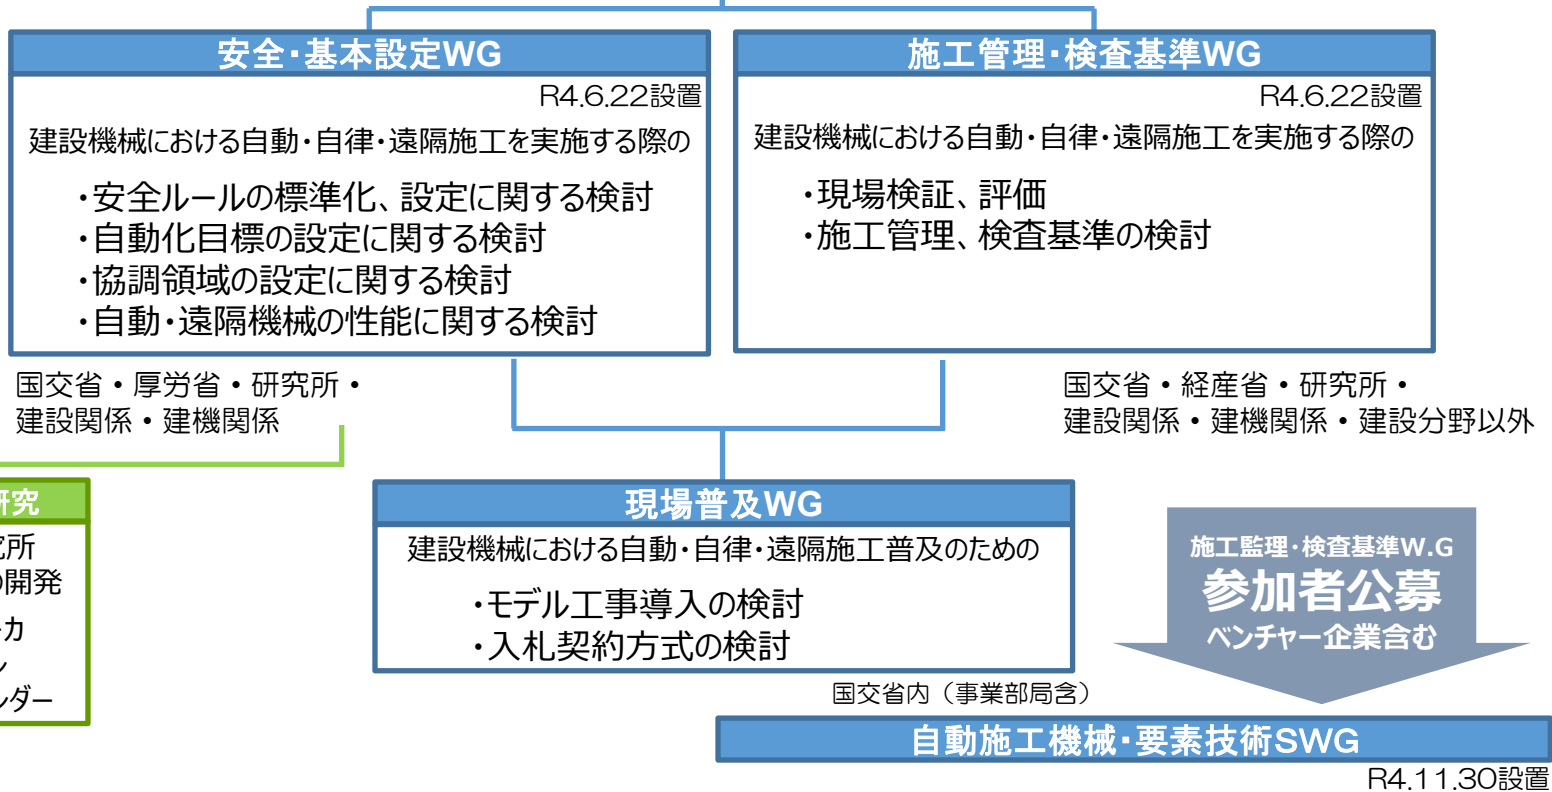 安全・基本設定WG
R4.6.22設置
建設機械における自動・自律・遠隔施工を実施する際の
・安全ルールの標準化、設定に関する検討
・自動化目標の設定に関する検討
・協調領域の設定に関する検討
・自動・遠隔機械の性能に関する検討
国交省・厚労省・研究所・
建設関係・建機関係
施工管理・検査基準WG
R4.6.22設置
建設機械における自動・自律・遠隔施工を実施する際の
・現場検証、評価
・施工管理、検査基準の検討
国交省・経産省・研究所・
建設関係・建機関係・建設分野以外
研究
究所
の開発
ーカ
ン
ンダー
現場普及WG
建設機械における自動・自律・遠隔施工普及のための
・モデル工事導入の検討
・入札契約方式の検討
国交省内（事業部局含）
施工監理・検査基準W.G
参加者公募
ベンチャー企業含む
自動施工機械・要素技術SWG
R4.11.30設置